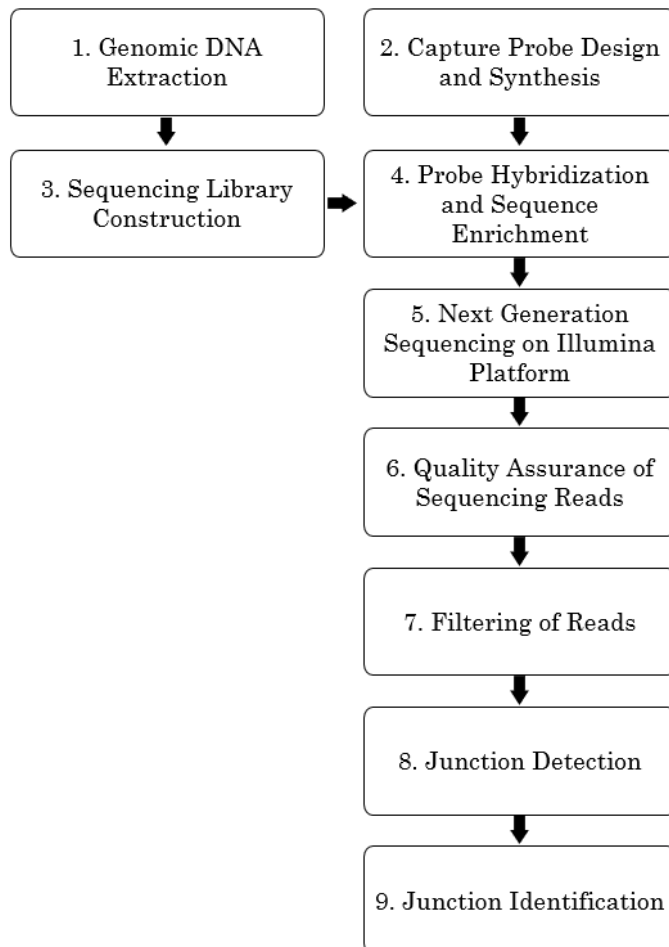 1. Genomic DNA
Extraction
2. Capture Probe Design
and Synthesis
3. Sequencing Library
Construction
4. Probe Hybridization
and Sequence
Enrichment
5. Next Generation
Sequencing on Illumina
Platform
6. Quality Assurance of
Sequencing Reads
7. Filtering of Reads
8. Junction Detection
9. Junction Identification